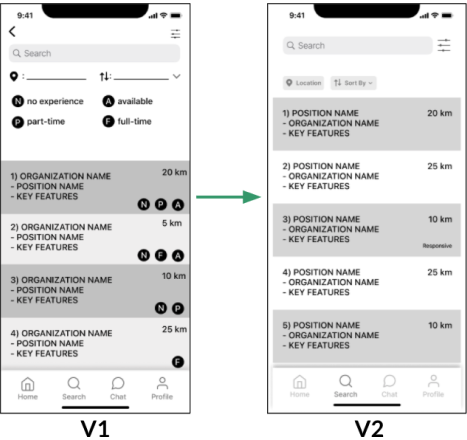 9:41
Search
: ____________ ↑↓: ____________
N no experience A available
P part-time F full-time
1) ORGANIZATION NAME 20 km
- POSITION NAME
- KEY FEATURES
N P A
2) ORGANIZATION NAME 5 km
- POSITION NAME
- KEY FEATURES
N F A
3) ORGANIZATION NAME 10 km
- POSITION NAME
- KEY FEATURES
N P
4) ORGANIZATION NAME 25 km
- POSITION NAME
- KEY FEATURES
F
Home Search Chat Profile
V1
9:41
Search
Location ↑↓ Sort By
1) POSITION NAME 20 km
- ORGANIZATION NAME
- KEY FEATURES
2) POSITION NAME 25 km
- ORGANIZATION NAME
- KEY FEATURES
3) POSITION NAME 10 km
- ORGANIZATION NAME
- KEY FEATURES
Responsive
4) POSITION NAME 25 km
- ORGANIZATION NAME
- KEY FEATURES
5) POSITION NAME 10 km
- ORGANIZATION NAME
- KEY FEATURES
Home Search Chat Profile
V2